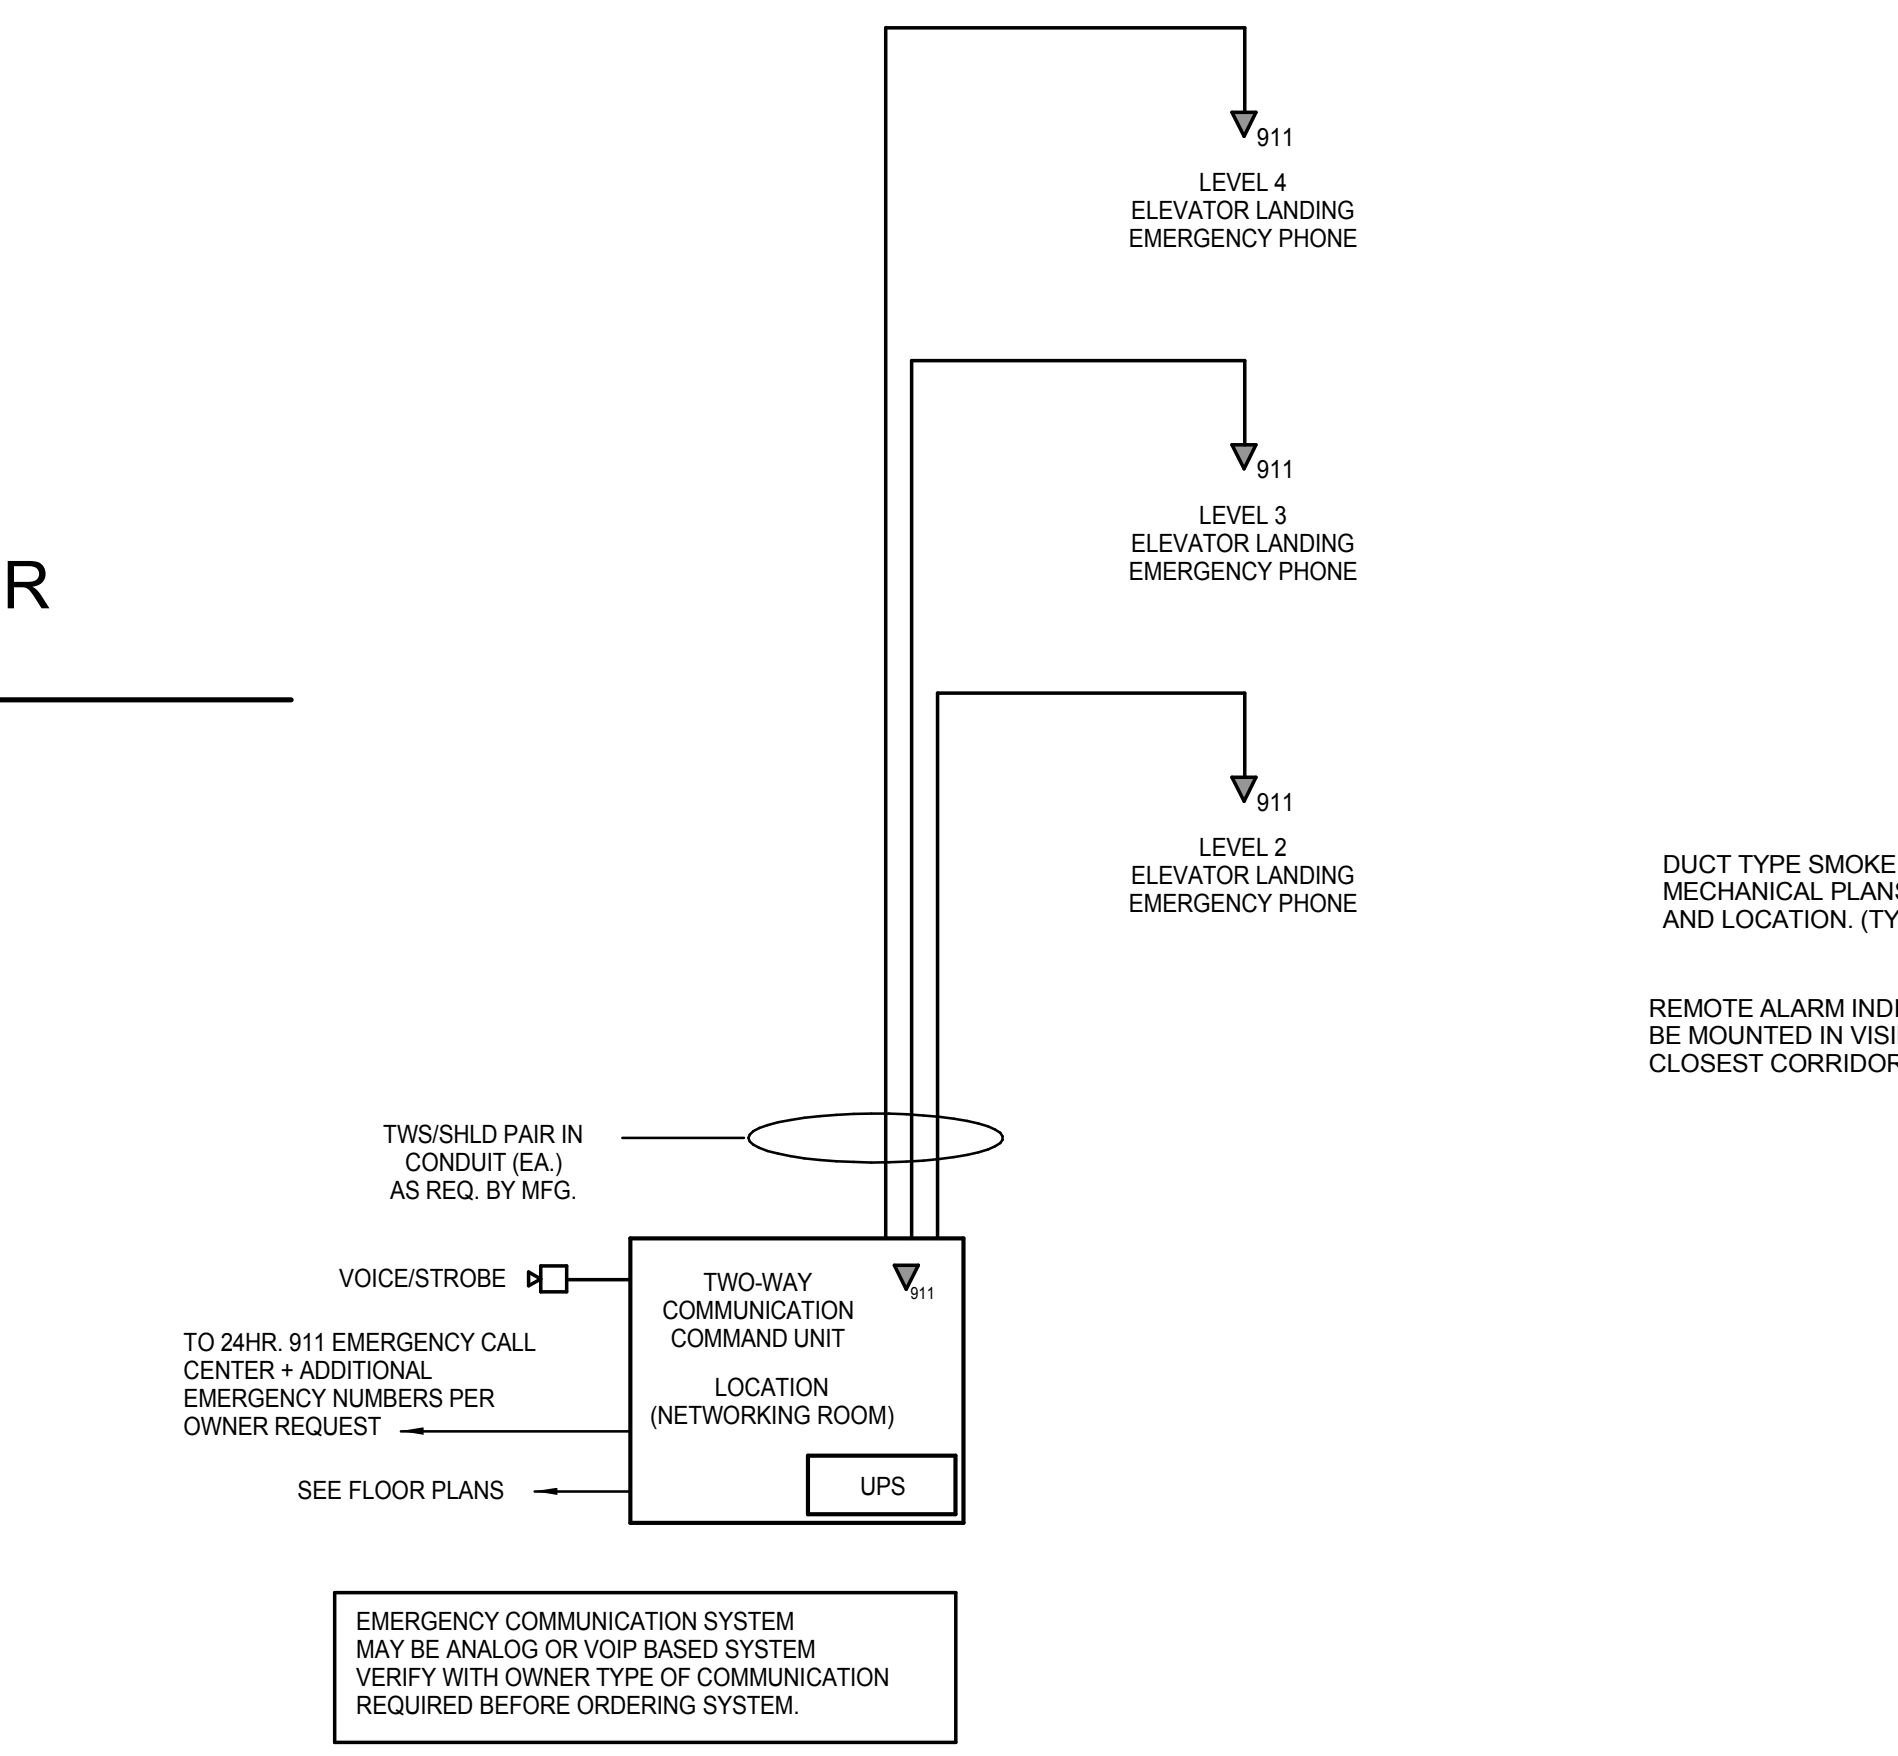 911
LEVEL 4
ELEVATOR LANDING
EMERGENCY PHONE
911
LEVEL 3
ELEVATOR LANDING
EMERGENCY PHONE
R
911
LEVEL 2
ELEVATOR LANDING
EMERGENCY PHONE
DUCT TYPE SMOKE
MECHANICAL PLANS
AND LOCATION. (TY
REMOTE ALARM INDI
BE MOUNTED IN VISI
CLOSEST CORRIDOR
TWS/SHLD PAIR IN
CONDUIT (EA.)
AS REQ. BY MFG.
VOICE/STROBE
TO 24HR. 911 EMERGENCY CALL
CENTER + ADDITIONAL
EMERGENCY NUMBERS PER
OWNER REQUEST
SEE FLOOR PLANS
TWO-WAY
COMMUNICATION
COMMAND UNIT
911
LOCATION
(NETWORKING ROOM)
UPS
EMERGENCY COMMUNICATION SYSTEM
MAY BE ANALOG OR VOIP BASED SYSTEM
VERIFY WITH OWNER TYPE OF COMMUNICATION
REQUIRED BEFORE ORDERING SYSTEM.